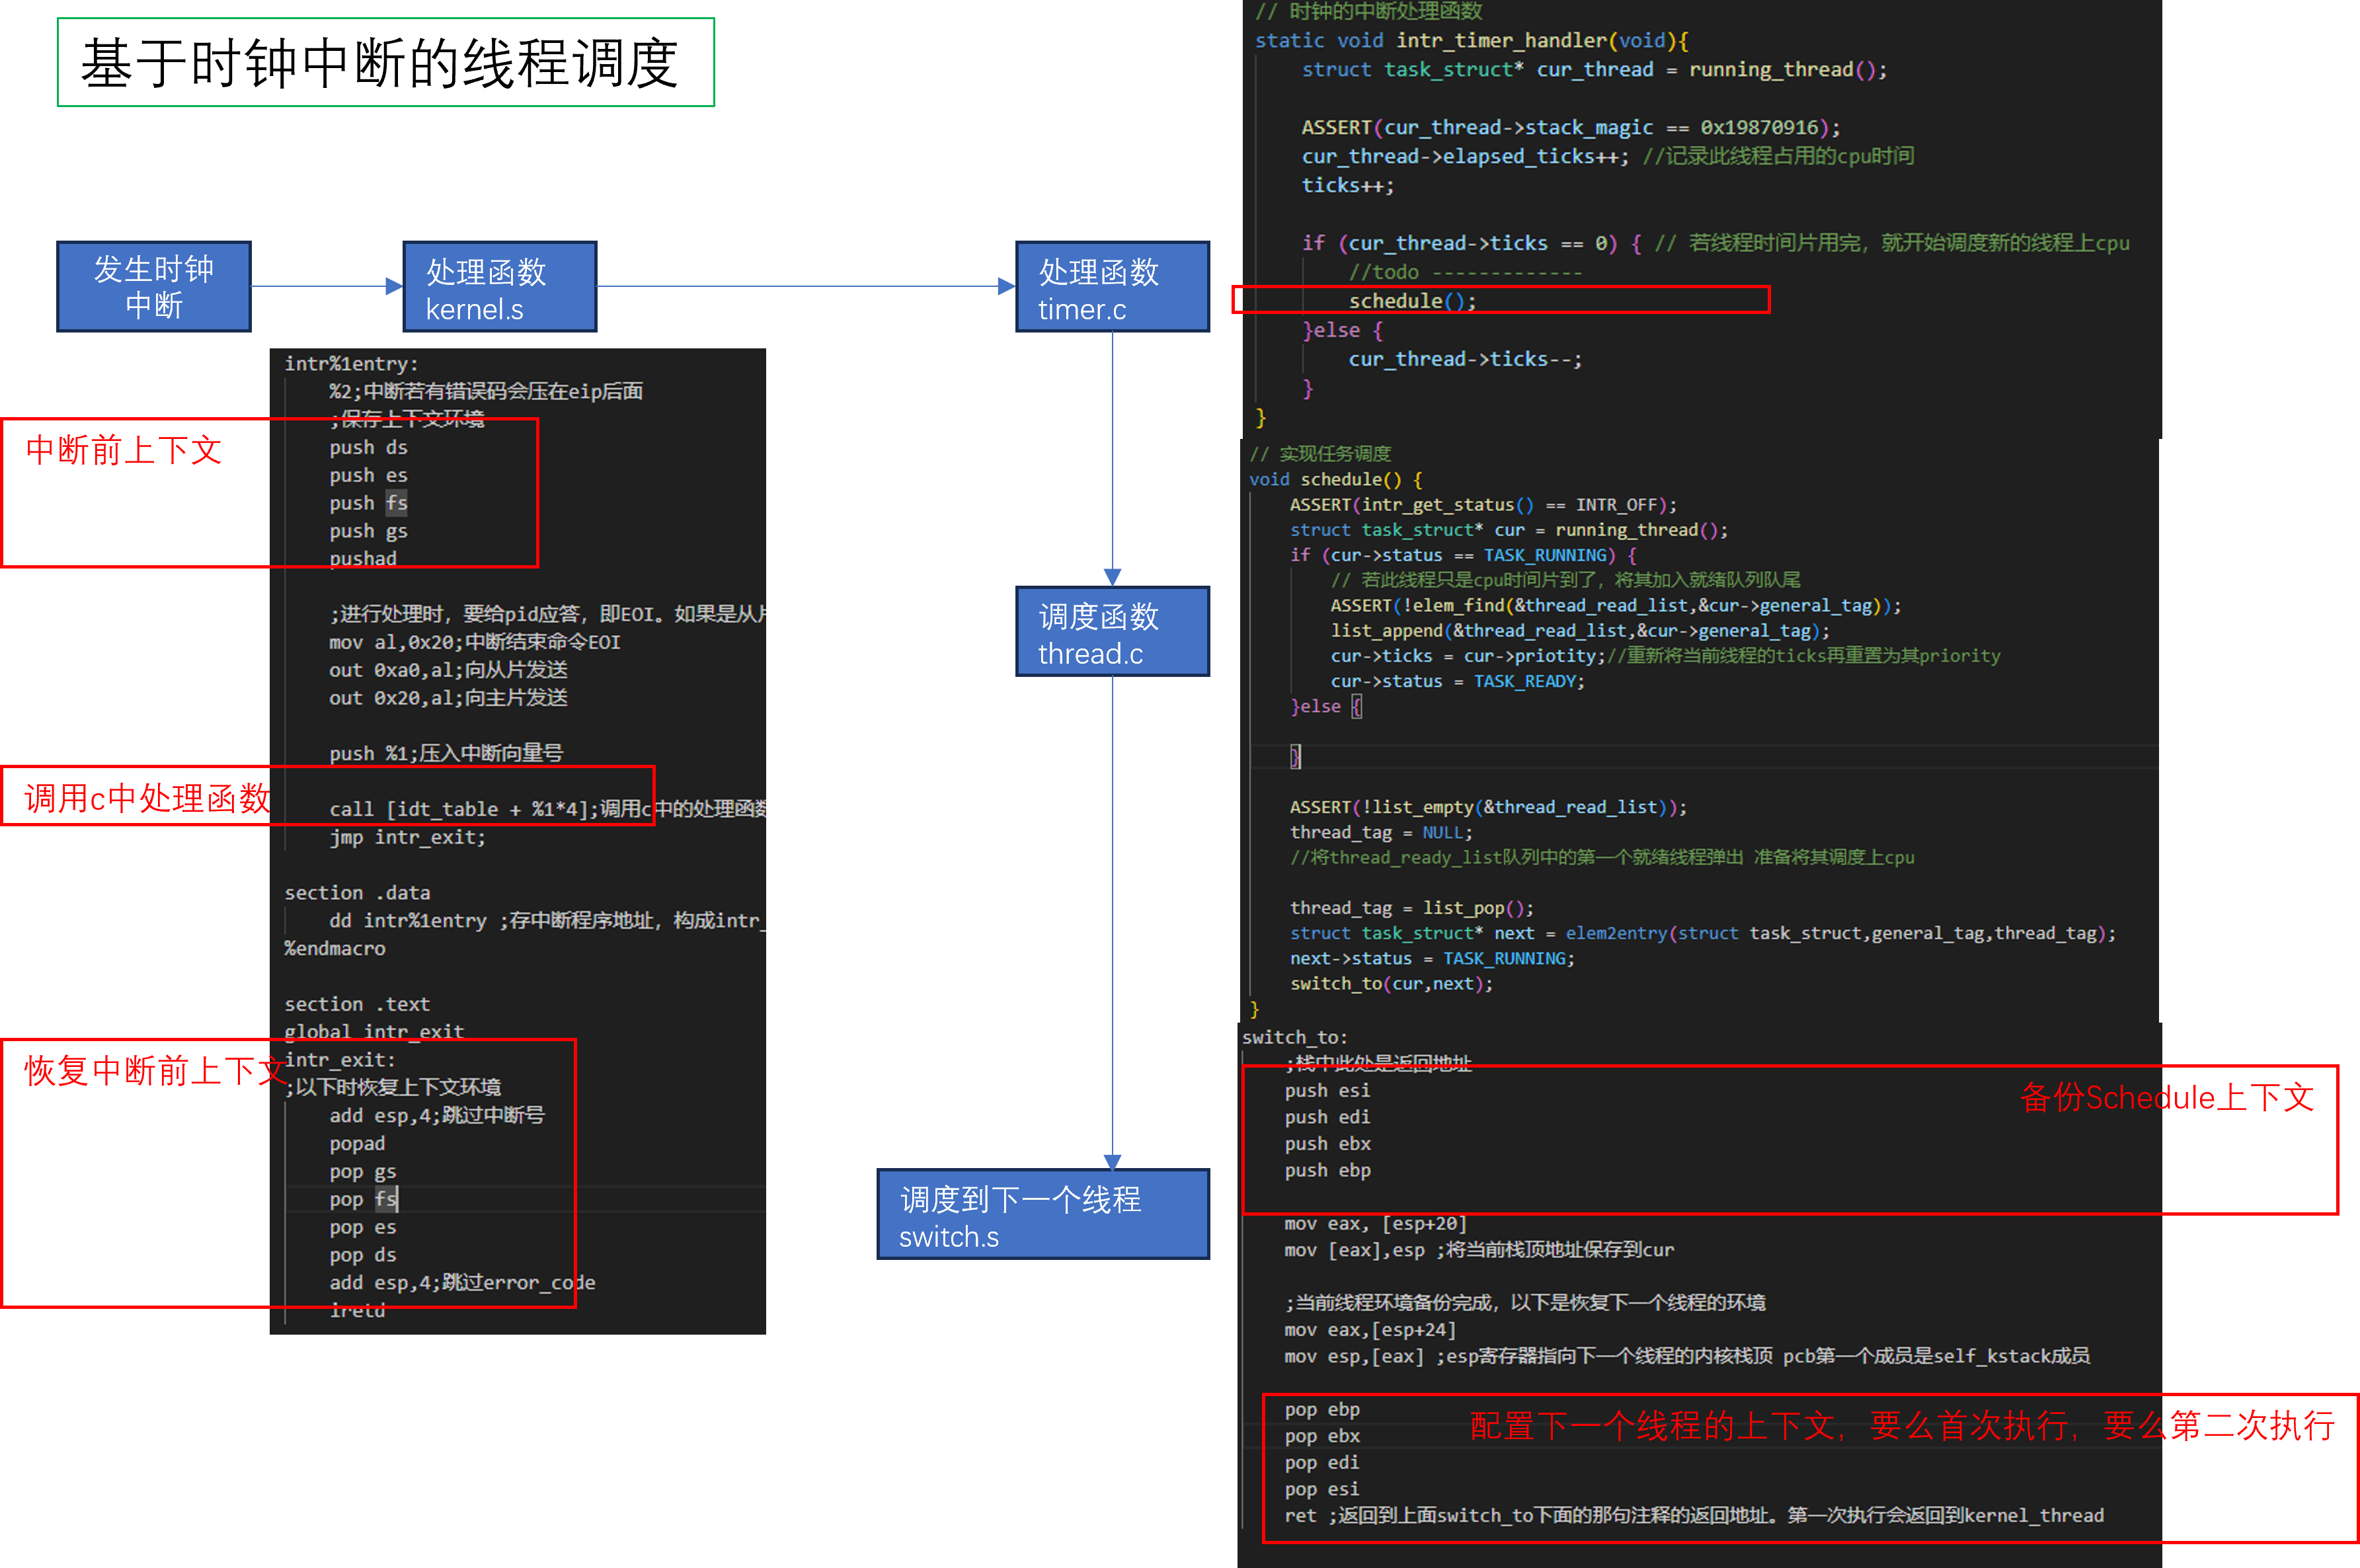 基于时钟中断的线程调度
发生时钟
中断
处理函数
kernel.s
处理函数
timer.c
调度函数
thread.c
调度到下一个线程
switch.s
中断前上下文
调用c中处理函数
恢复中断前上下文
intr%1entry:
%2;中断若有错误码会压在eip后面
;保存上下文环境
push ds
push es
push fs
push gs
pushad
;进行处理时，要给pid应答，即EOI。如果是从片
mov al,0x20;中断结束命令EOI
out 0xa0,al;向从片发送
out 0x20,al;向主片发送
push %1;压入中断向量号
call [idt_table + %1*4];调用c中的处理函数
jmp intr_exit;
section .data
dd intr%1entry ;存中断程序地址，构成intr_
%endmacro
section .text
global intr_exit
intr_exit:
;以下时恢复上下文环境
add esp,4;跳过中断号
popad
pop gs
pop fs
pop es
pop ds
add esp,4;跳过error_code
iretd
// 时钟的中断处理函数
static void intr_timer_handler(void){
struct task_struct* cur_thread = running_thread();
ASSERT(cur_thread->stack_magic == 0x19870916);
cur_thread->elapsed_ticks++; //记录此线程占用的cpu时间
ticks++;
if (cur_thread->ticks == 0) { // 若线程时间片用完，就开始调度新的线程上cpu
//todo -------------
schedule();
}else {
cur_thread->ticks--;
}
}
// 实现任务调度
void schedule() {
ASSERT(intr_get_status() == INTR_OFF);
struct task_struct* cur = running_thread();
if (cur->status == TASK_RUNNING) {
// 若此线程只是cpu时间片到了，将其加入就绪队列队尾
ASSERT(!elem_find(&thread_read_list,&cur->general_tag));
list_append(&thread_read_list,&cur->general_tag);
cur->ticks = cur->priotity;//重新将当前线程的ticks再重置为其priority
cur->status = TASK_READY;
}else {
}
ASSERT(!list_empty(&thread_read_list));
thread_tag = NULL;
//将thread_ready_list队列中的第一个就绪线程弹出 准备将其调度上cpu
thread_tag = list_pop();
struct task_struct* next = elem2entry(struct task_struct,general_tag,thread_tag);
next->status = TASK_RUNNING;
switch_to(cur,next);
}
switch_to:
;栈中此处是返回地址
备份Schedule上下文
push esi
push edi
push ebx
push ebp
mov eax, [esp+20]
mov [eax],esp ;将当前栈顶地址保存到cur
;当前线程环境备份完成，以下是恢复下一个线程的环境
mov eax,[esp+24]
mov esp,[eax] ;esp寄存器指向下一个线程的内核栈顶 pcb第一个成员是self_kstack成员
配置下一个线程的上下文，要么首次执行，要么第二次执行
pop ebp
pop ebx
pop edi
pop esi
ret ;返回到上面switch_to下面的那句注释的返回地址。第一次执行会返回到kernel_thread